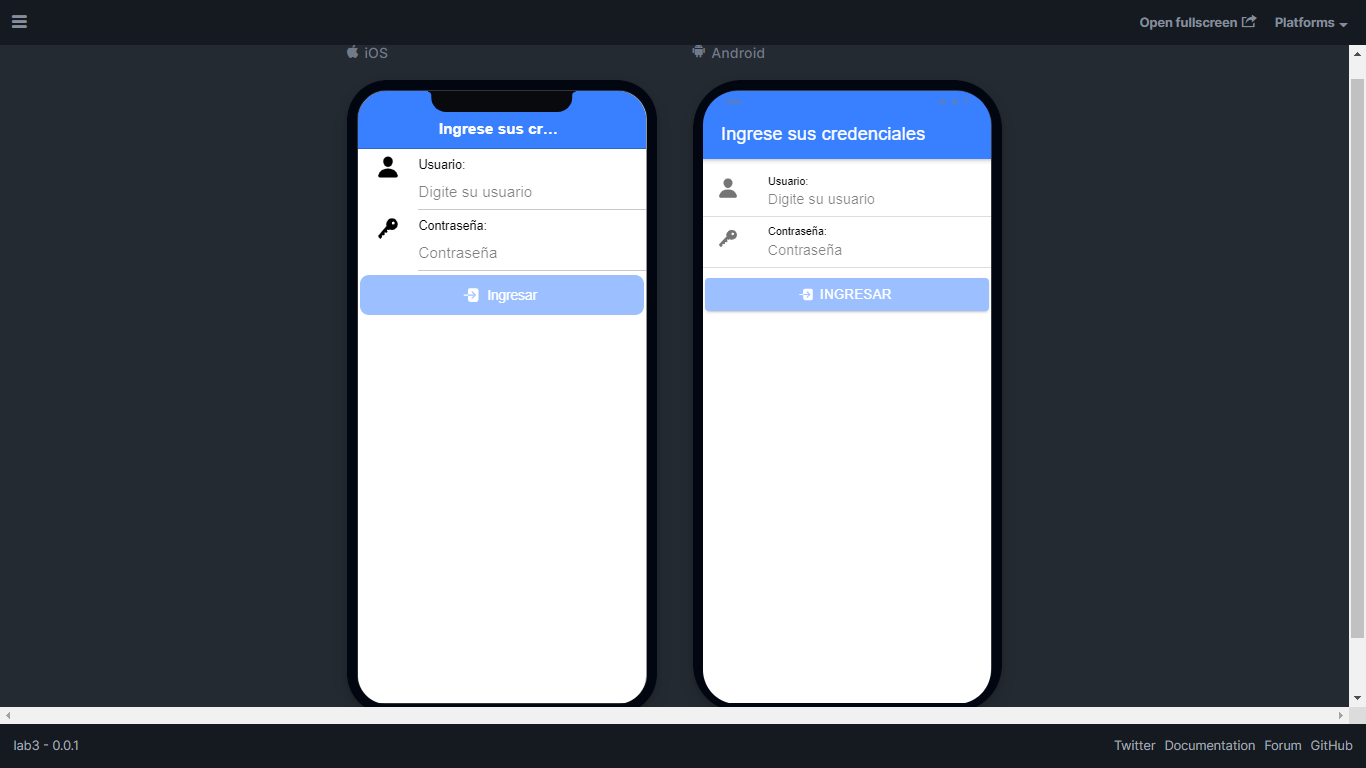 Open fullscreen
Platforms
iOS
Android
Ingrese sus cr...
Usuario:
Digite su usuario
Contraseña:
Contraseña
Ingresar
Ingrese sus credenciales
Usuario:
Digite su usuario
Contraseña:
Contraseña
INGRESAR
lab3 - 0.0.1
Twitter Documentation Forum GitHub